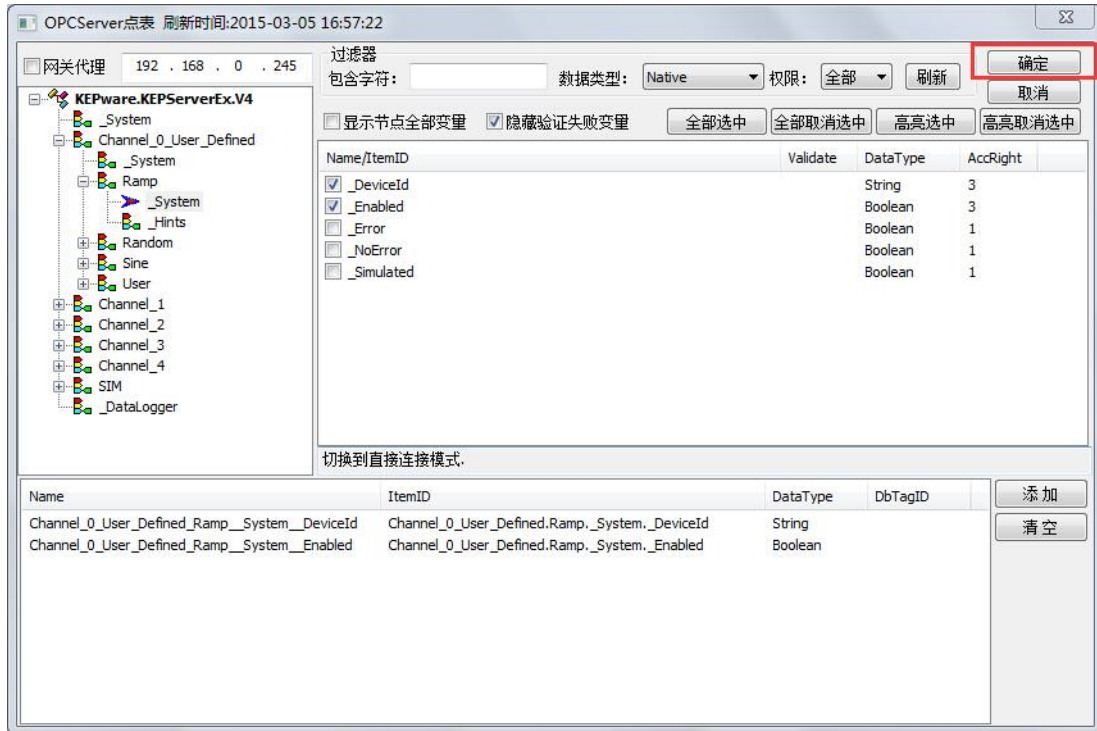 OPCServer点表 刷新时间:2015-03-05 16:57:22
网关代理 192 . 168 . 0 . 245
过滤器
包含字符: 数据类型: Native 权限: 全部 刷新
确定
取消
显示节点全部变量 隐藏验证失败变量 全部选中 全部取消选中 高亮选中 高亮取消选中
KEPware.KEPServerEx.V4
_System
Channel_0_User_Defined
_System
Ramp
_System
_Hints
Random
Sine
User
Channel_1
Channel_2
Channel_3
Channel_4
SIM
_DataLogger
Name/ItemID Validate DataType AccRight
_DeviceId String 3
_Enabled Boolean 3
_Error Boolean 1
_NoError Boolean 1
_Simulated Boolean 1
切换到直接连接模式.
Name ItemID DataType DbTagID
Channel_0_User_Defined_Ramp__System__DeviceId Channel_0_User_Defined.Ramp._System._DeviceId String
Channel_0_User_Defined_Ramp__System__Enabled Channel_0_User_Defined.Ramp._System._Enabled Boolean
添加
清空